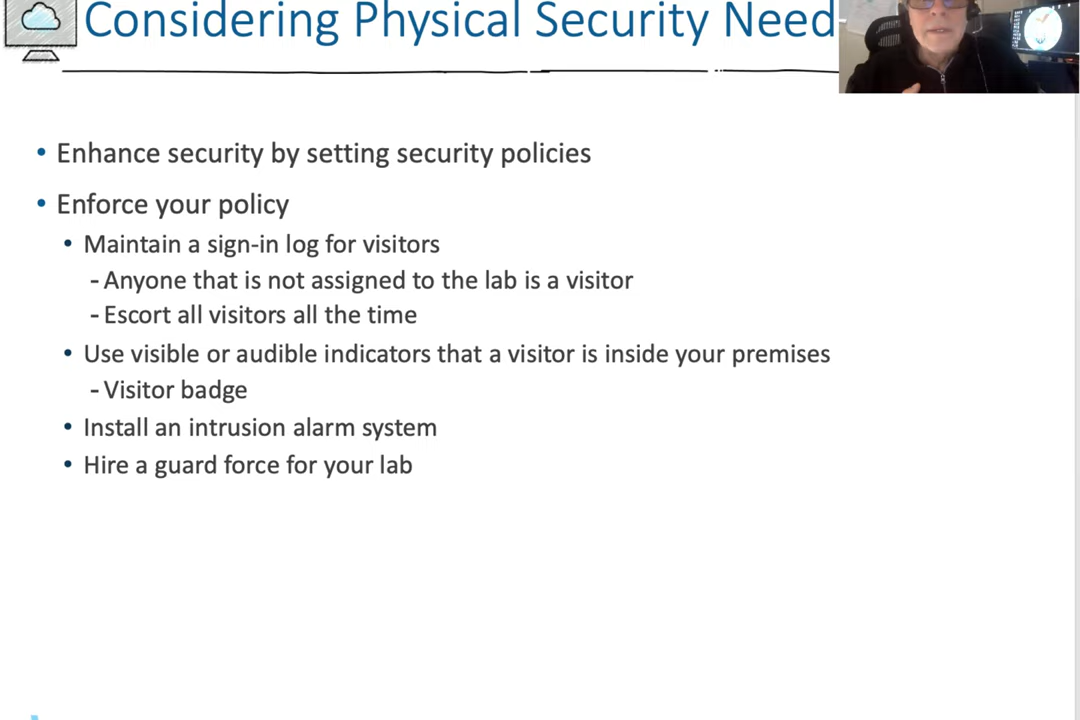 Considering Physical Security Need
• Enhance security by setting security policies
• Enforce your policy
• Maintain a sign-in log for visitors
- Anyone that is not assigned to the lab is a visitor
- Escort all visitors all the time
• Use visible or audible indicators that a visitor is inside your premises
- Visitor badge
• Install an intrusion alarm system
• Hire a guard force for your lab